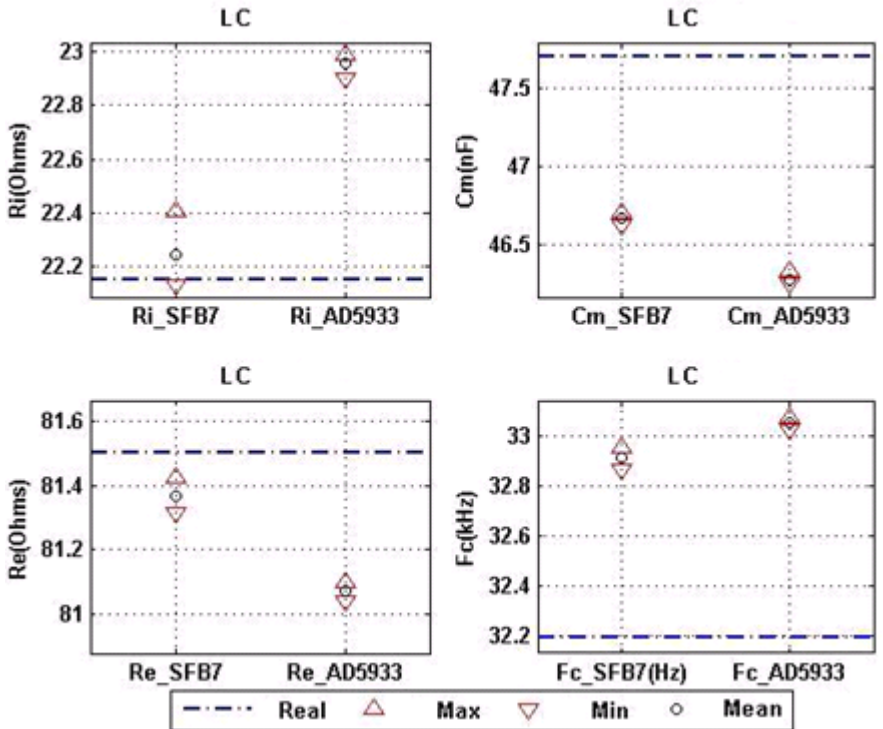 LC
Ri(Ohms)
23
22.8
22.6
22.4
22.2
Ri_SFB7 Ri_AD5933
LC
Cm(nF)
47.5
47
46.5
Cm_SFB7 Cm_AD5933
LC
Re(Ohms)
81.6
81.4
81.2
81
Re_SFB7 Re_AD5933
LC
Fc(kHz)
33
32.8
32.6
32.4
32.2
Fc_SFB7(Hz) Fc_AD5933
Real Max Min Mean